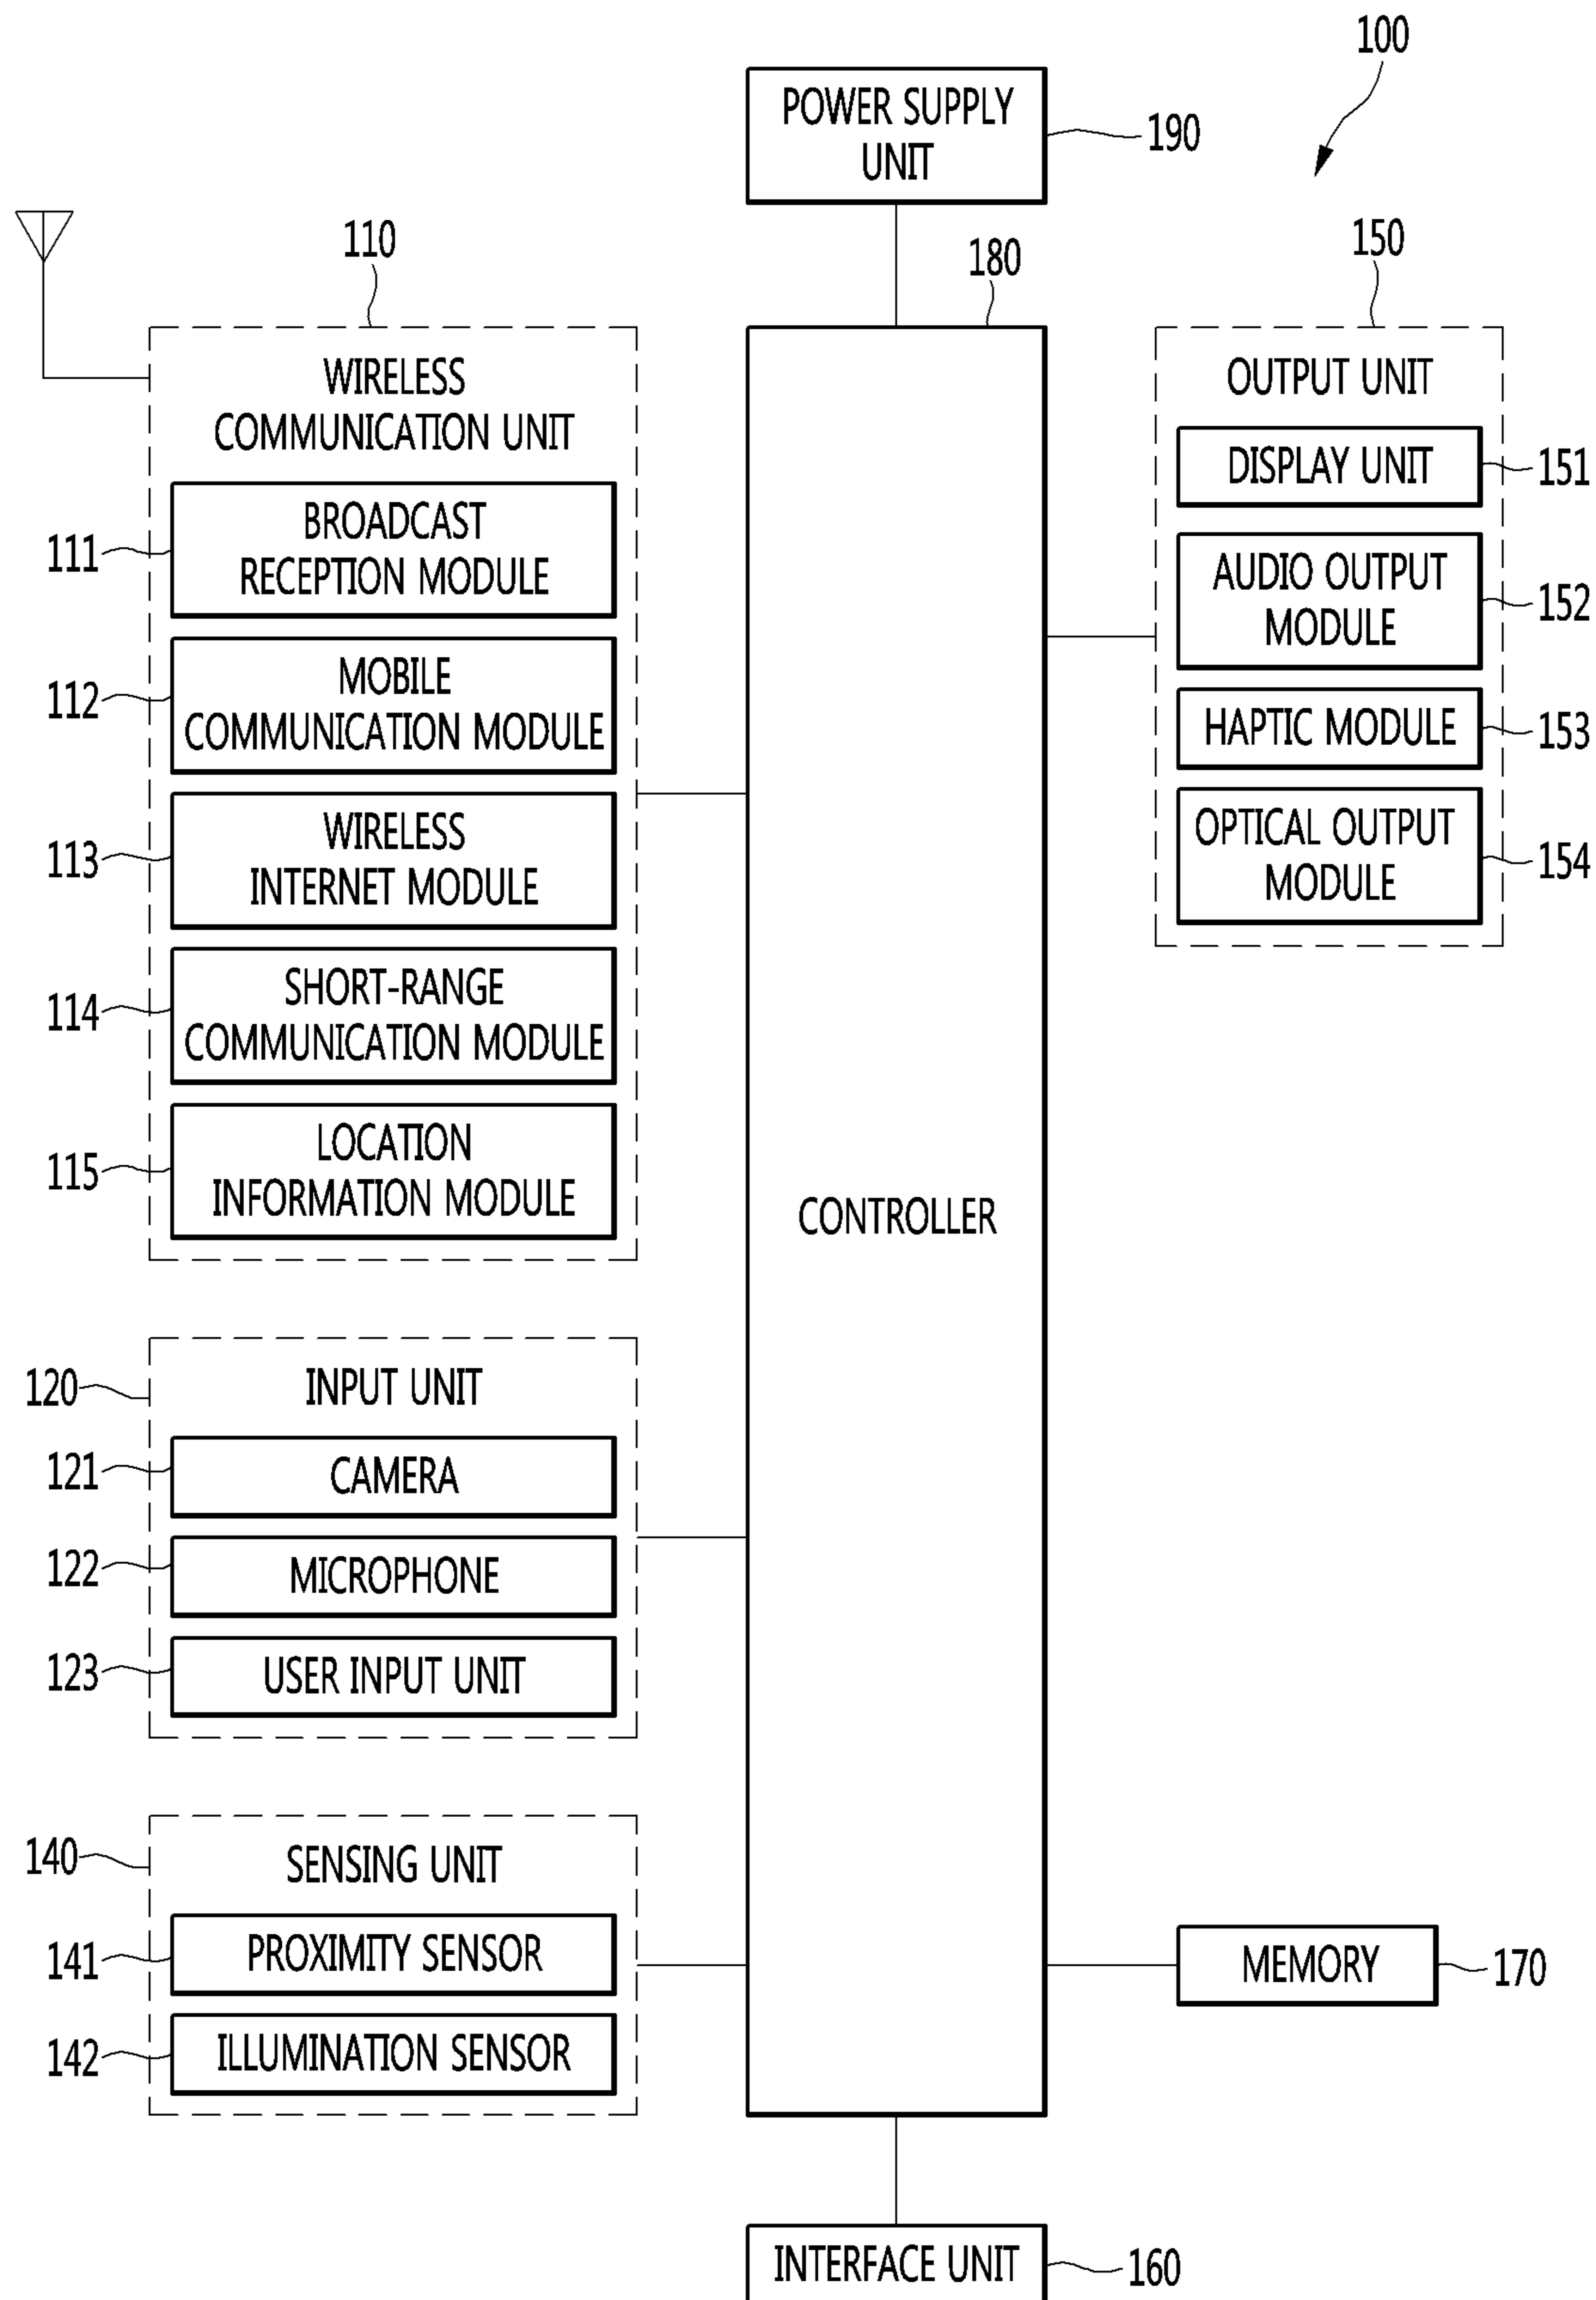 100
POWER SUPPLY
UNIT
190
110
180
150
WIRELESS
COMMUNICATION UNIT
111
BROADCAST
RECEPTION MODULE
112
MOBILE
COMMUNICATION MODULE
113
WIRELESS
INTERNET MODULE
114
SHORT-RANGE
COMMUNICATION MODULE
115
LOCATION
INFORMATION MODULE
120
INPUT UNIT
121
CAMERA
122
MICROPHONE
123
USER INPUT UNIT
140
SENSING UNIT
141
PROXIMITY SENSOR
142
ILLUMINATION SENSOR
CONTROLLER
OUTPUT UNIT
DISPLAY UNIT
151
AUDIO OUTPUT
MODULE
152
HAPTIC MODULE
153
OPTICAL OUTPUT
MODULE
154
MEMORY
170
INTERFACE UNIT
160